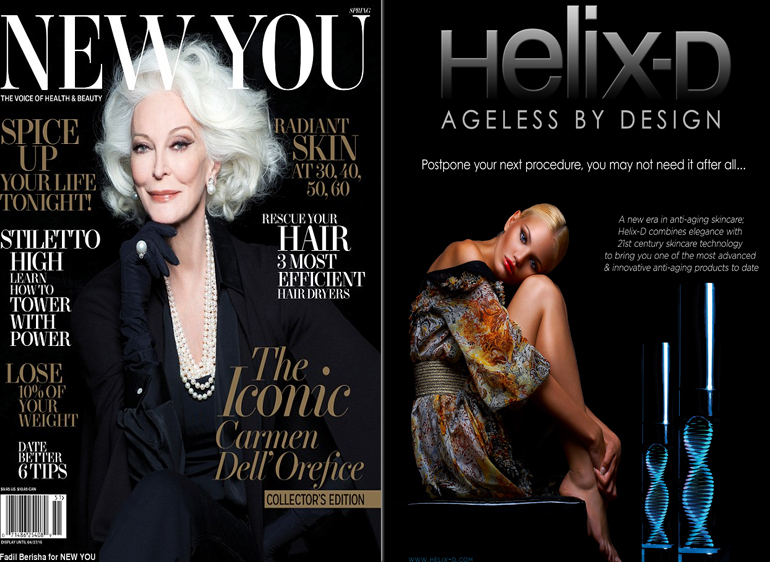 SPRING
NEW YOU
THE VOICE OF HEALTH & BEAUTY
SPICE
UP
YOUR LIFE
TONIGHT!
STILETTO
HIGH
LEARN
HOW TO
TOWER
WITH
POWER
LOSE
10% OF
YOUR
WEIGHT
DATE
BETTER
6 TIPS
RADIANT
SKIN
AT 30, 40,
50, 60
RESCUE YOUR
HAIR
3 MOST
EFFICIENT
HAIR DRYERS
The
Iconic
Carmen
Dell'Orefice
COLLECTOR'S EDITION
Fadil Berisha for NEW YOU
Helix-D
AGELESS BY DESIGN
Postpone your next procedure, you may not need it after all...
A new era in anti-aging skincare;
Helix-D combines elegance with
21st century skincare technology
to bring you one of the most advanced
& innovative anti-aging products to date
WWW.HELIX-D.COM